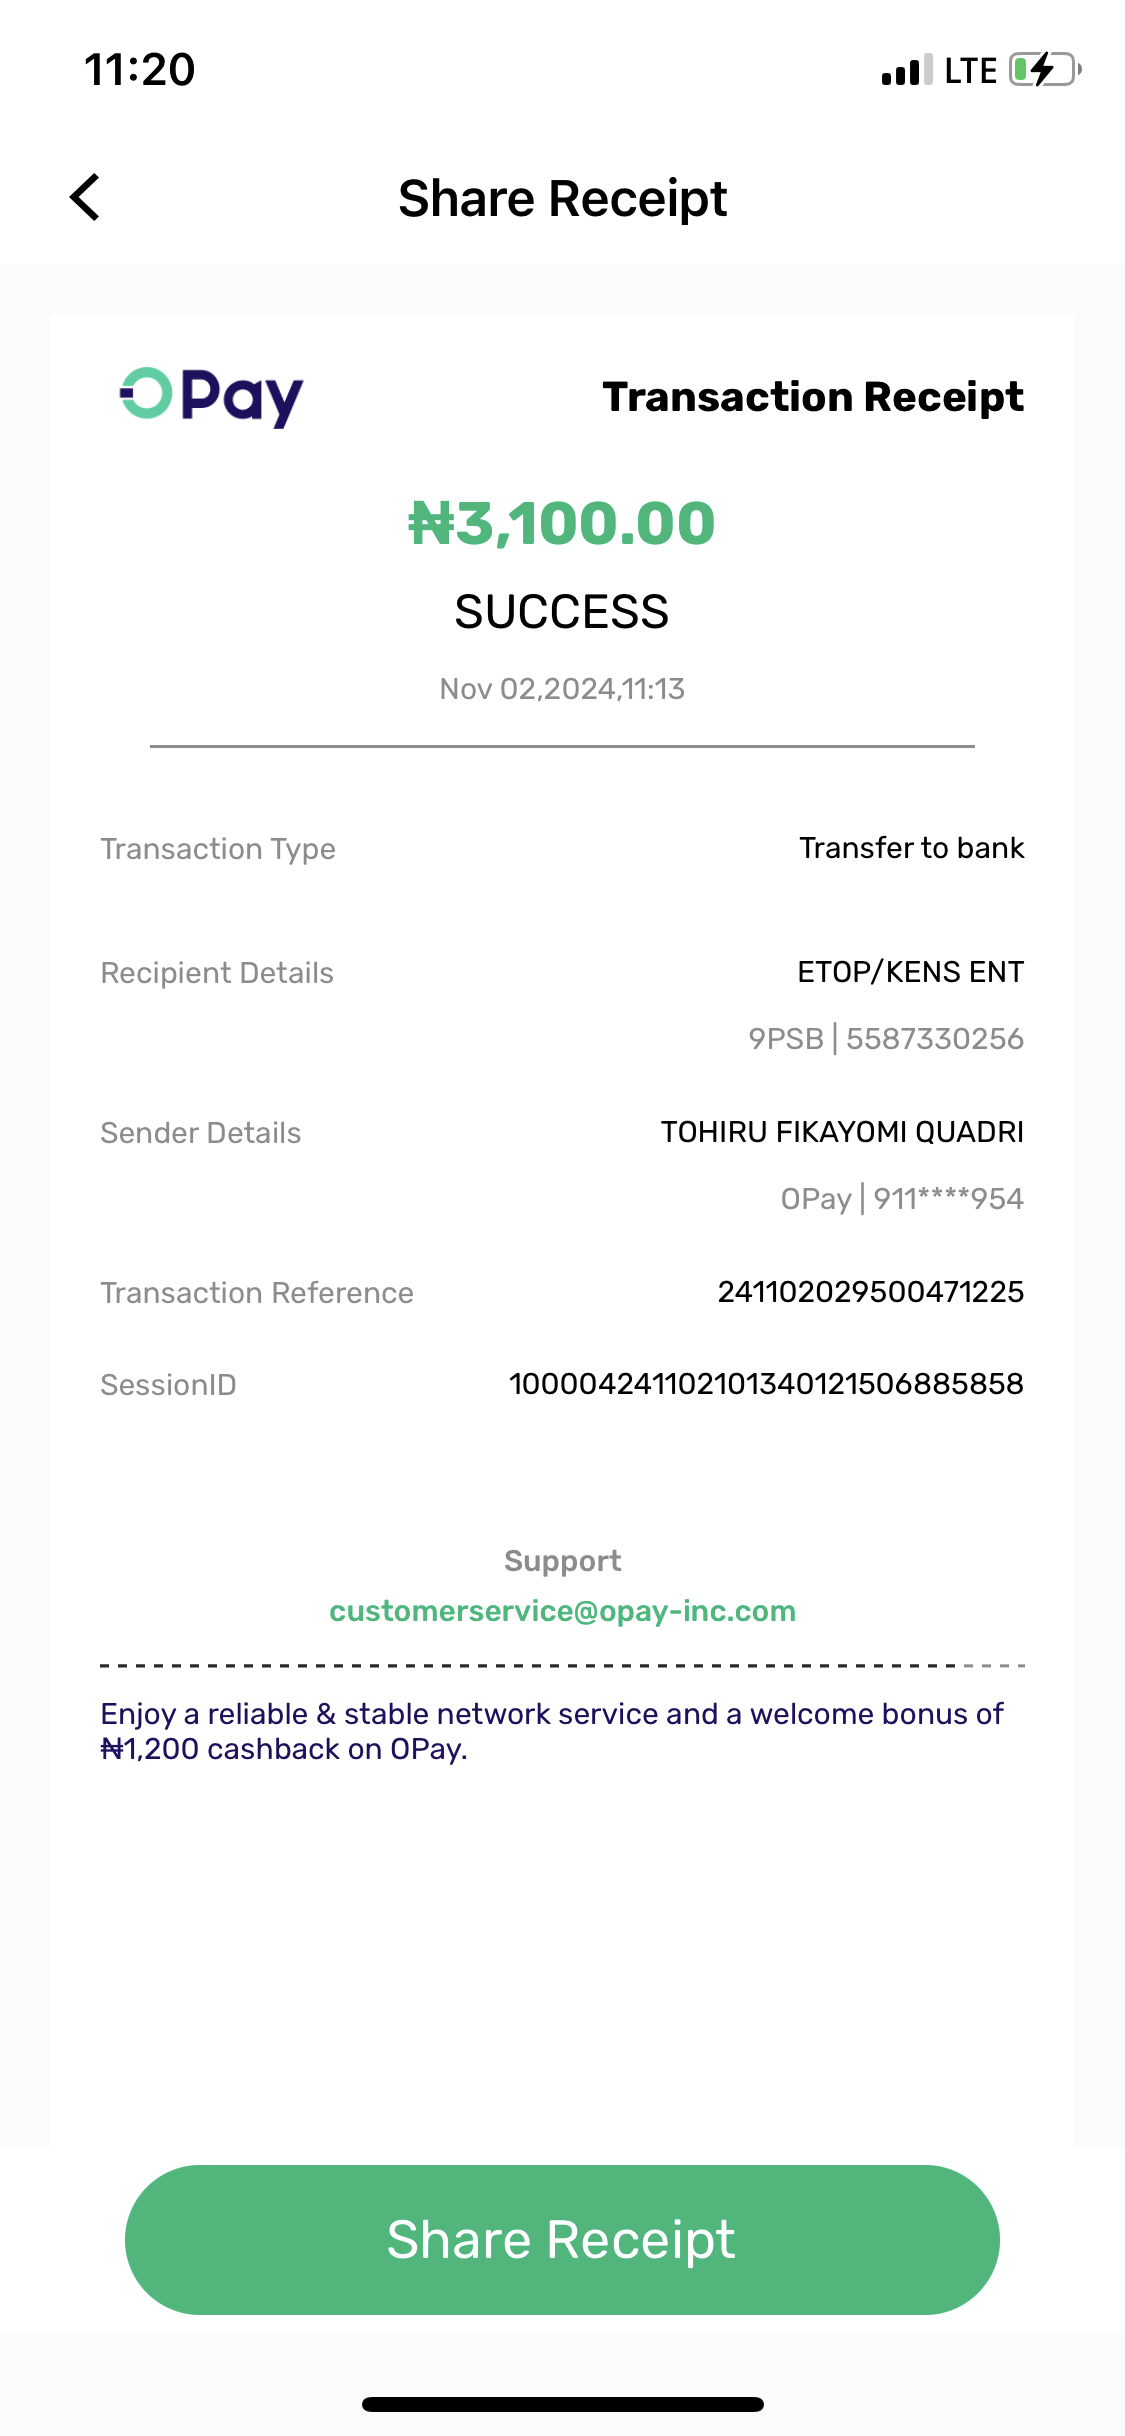 11:20
LTE
Share Receipt
OPay
Transaction Receipt
₦3,100.00
SUCCESS
Nov 02,2024,11:13
Transaction Type
Transfer to bank
Recipient Details
ETOP/KENS ENT
9PSB | 5587330256
Sender Details
TOHIRU FIKAYOMI QUADRI
OPay | 911****954
Transaction Reference
241102029500471225
SessionID
100004241102101340121506885858
Support
customerservice@opay-inc.com
Enjoy a reliable & stable network service and a welcome bonus of
₦1,200 cashback on OPay.
Share Receipt